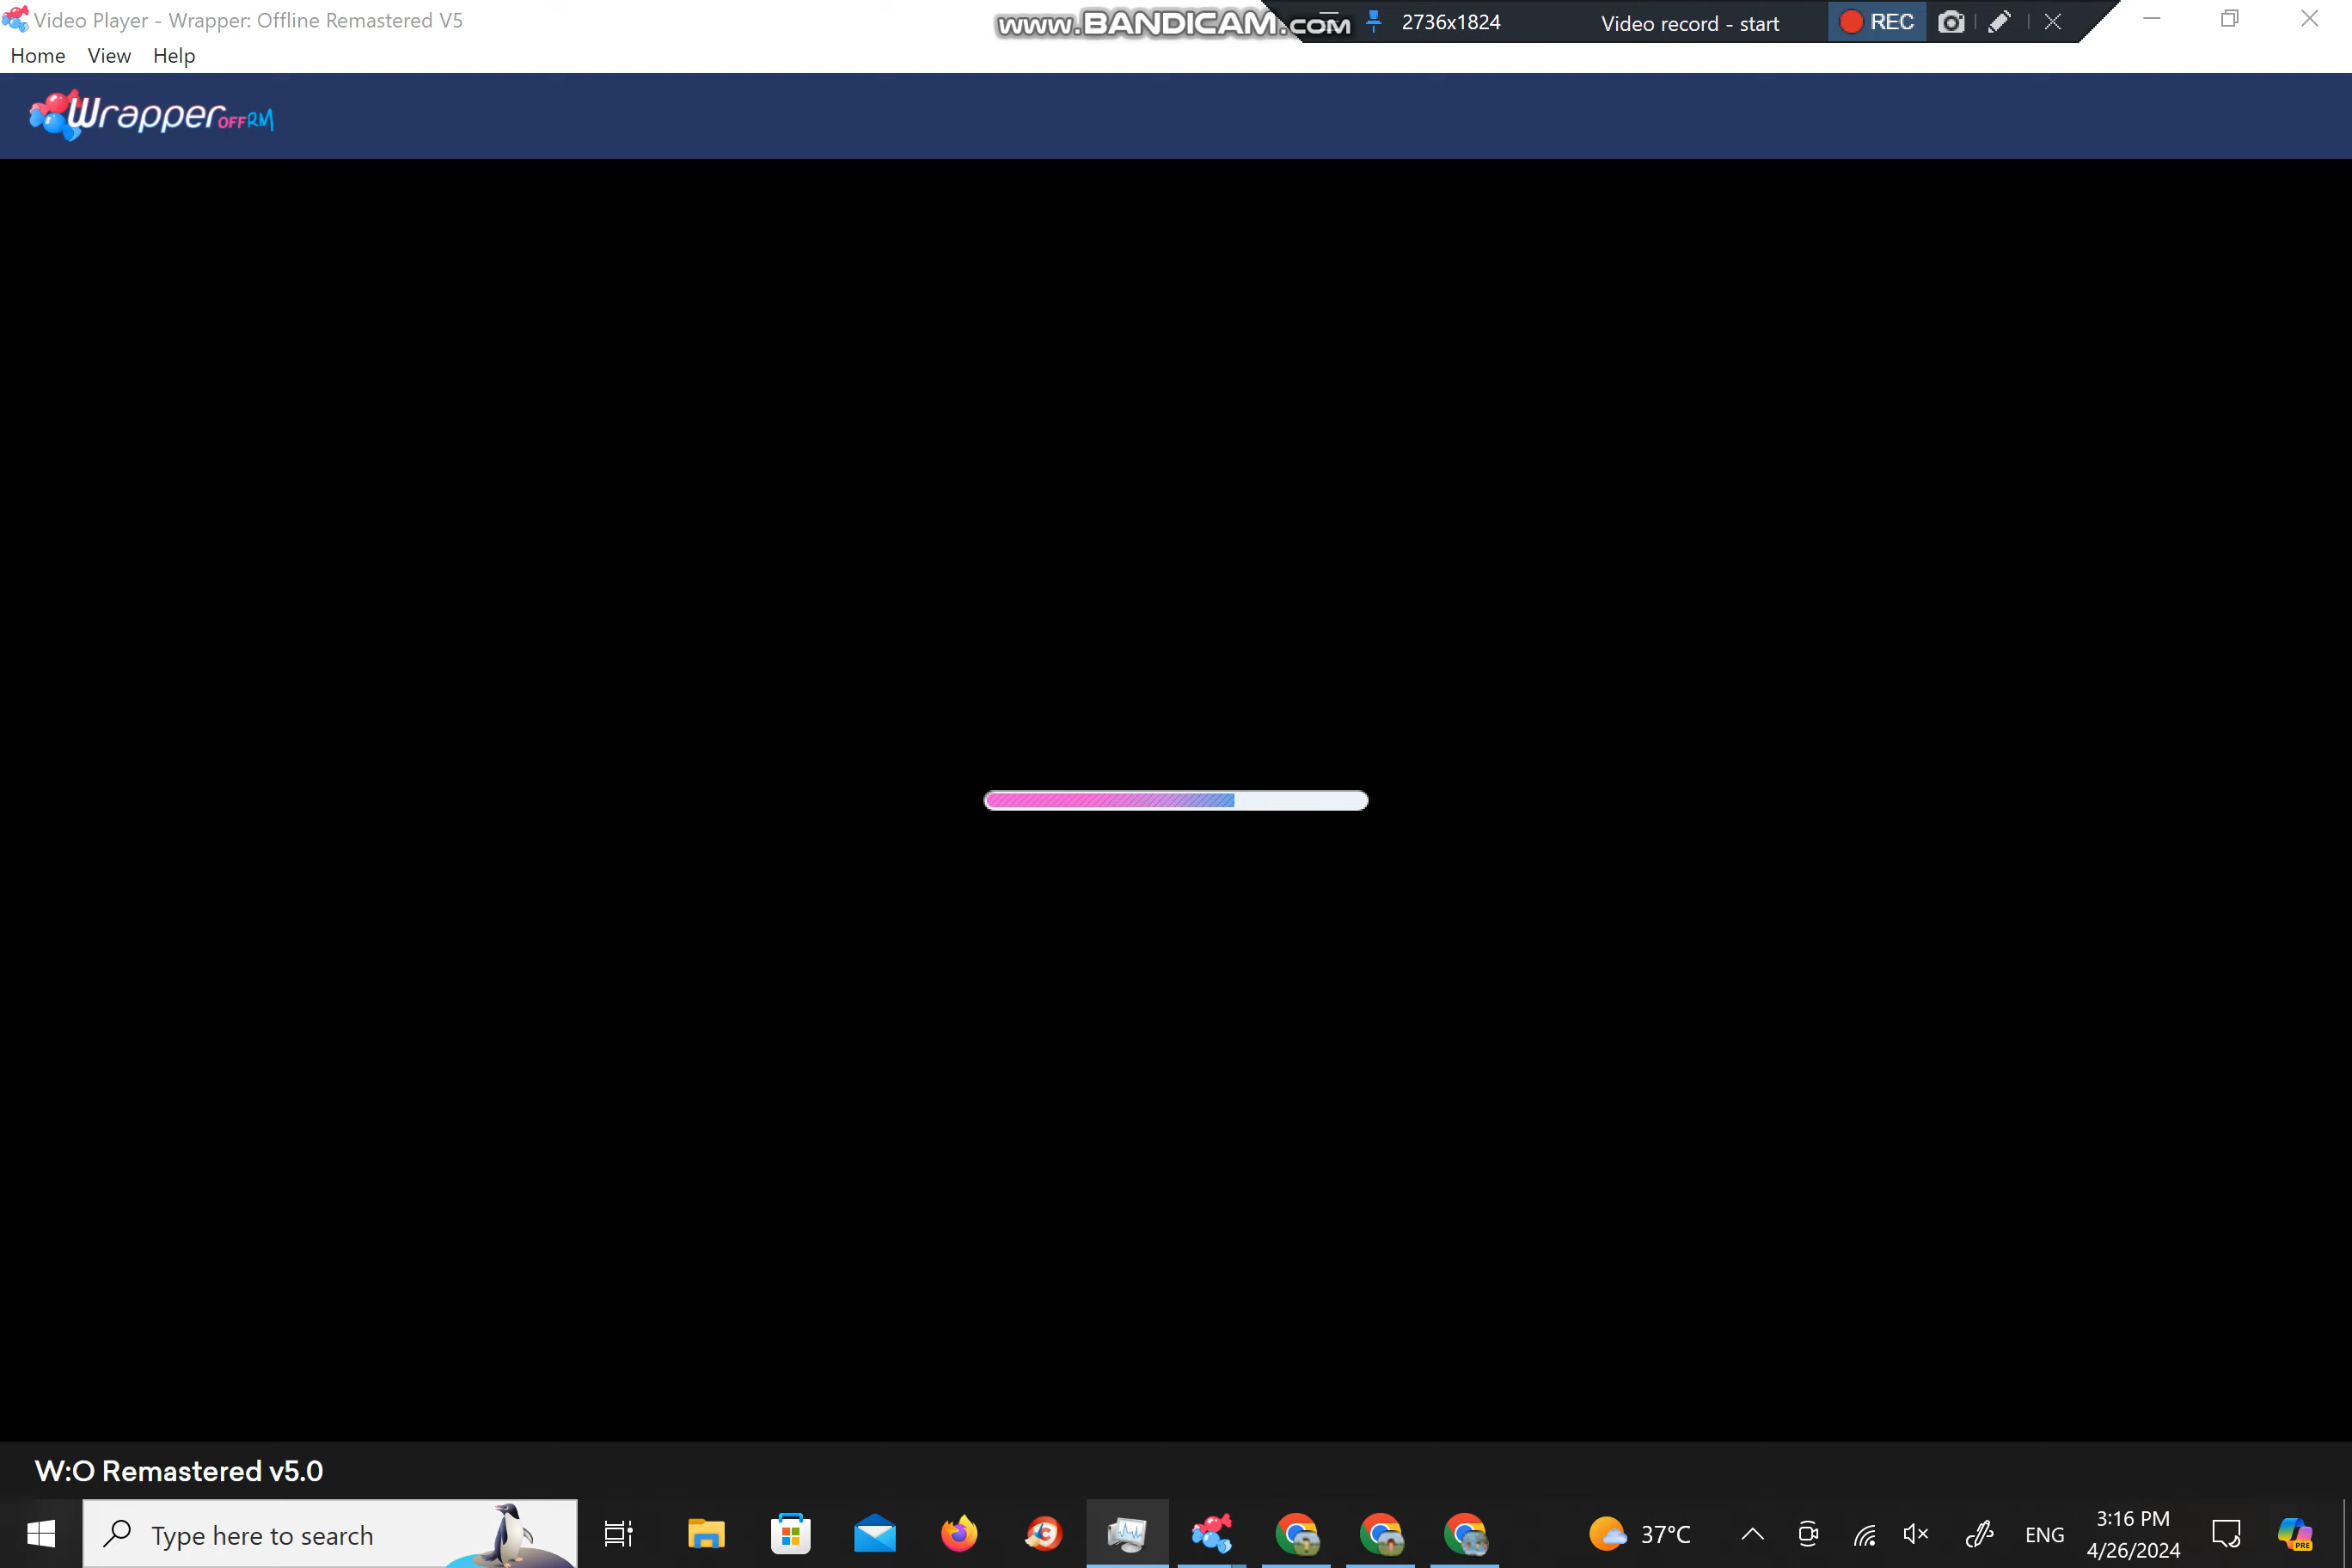 Video Player - Wrapper: Offline Remastered V5
www.BANDICAM.COM
2736x1824
Video record - start
REC
Home View Help
Wrapper OFF RM
W:O Remastered v5.0
Type here to search
37°C
ENG
3:16 PM
4/26/2024
PRE